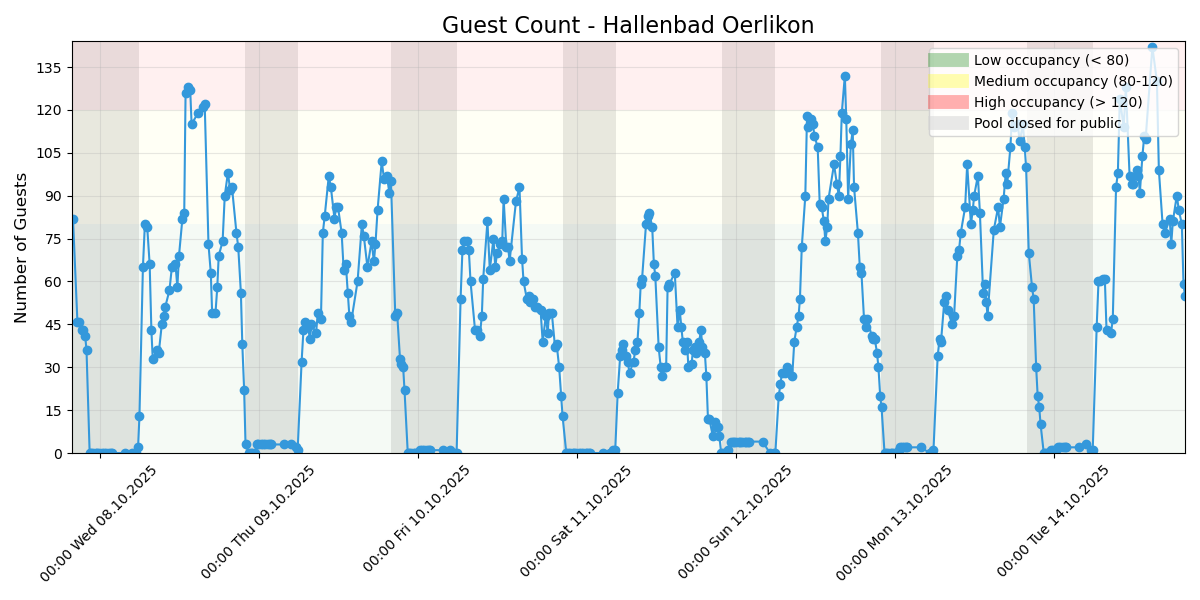 Guest Count - Hallenbad Oerlikon
Number of Guests
135
120
105
90
75
60
45
30
15
0
Low occupancy (< 80)
Medium occupancy (80-120)
High occupancy (> 120)
Pool closed for public
00:00 Wed 08.10.2025
00:00 Thu 09.10.2025
00:00 Fri 10.10.2025
00:00 Sat 11.10.2025
00:00 Sun 12.10.2025
00:00 Mon 13.10.2025
00:00 Tue 14.10.2025